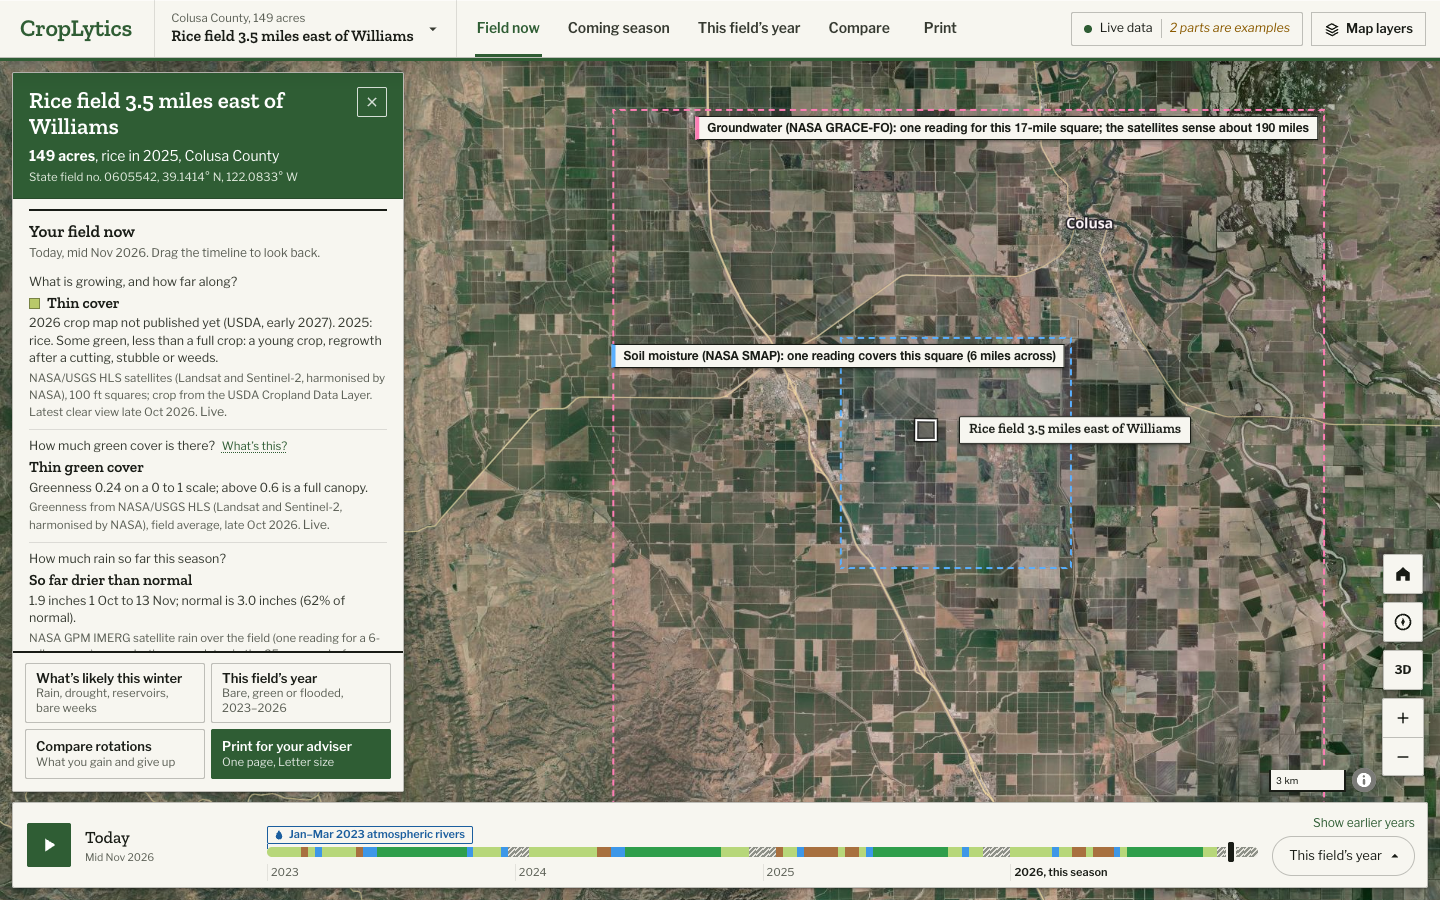 CropLytics
Colusa County, 149 acres
Rice field 3.5 miles east of Williams
Field now
Coming season
This field's year
Compare
Print
Live data
2 parts are examples
Map layers
Rice field 3.5 miles east of
Williams
149 acres, rice in 2025, Colusa County
State field no. 0605542, 39.1414° N, 122.0833° W
Your field now
Today, mid Nov 2026. Drag the timeline to look back.
What is growing, and how far along?
Thin cover
2026 crop map not published yet (USDA, early 2027). 2025:
rice. Some green, less than a full crop: a young crop, regrowth
after a cutting, stubble or weeds.
NASA/USGS HLS satellites (Landsat and Sentinel-2, harmonised by
NASA), 100 ft squares; crop from the USDA Cropland Data Layer.
Latest clear view late Oct 2026. Live.
How much green cover is there? What's this?
Thin green cover
Greenness 0.24 on a 0 to 1 scale; above 0.6 is a full canopy.
Greenness from NASA/USGS HLS (Landsat and Sentinel-2,
harmonised by NASA), field average, late Oct 2026. Live.
How much rain so far this season?
So far drier than normal
1.9 inches 1 Oct to 13 Nov; normal is 3.0 inches (62% of
normal).
NASA GPM IMERG satellite rain over the field (one reading for a 6-
What's likely this winter
Rain, drought, reservoirs,
bare weeks
This field's year
Bare, green or flooded,
2023–2026
Compare rotations
What you gain and give up
Print for your adviser
One page, Letter size
Groundwater (NASA GRACE-FO): one reading for this 17-mile square; the satellites sense about 190 miles
Colusa
Soil moisture (NASA SMAP): one reading covers this square (6 miles across)
Rice field 3.5 miles east of Williams
3D
3 km
Today
Mid Nov 2026
Jan–Mar 2023 atmospheric rivers
2023
2024
2025
2026, this season
Show earlier years
This field's year